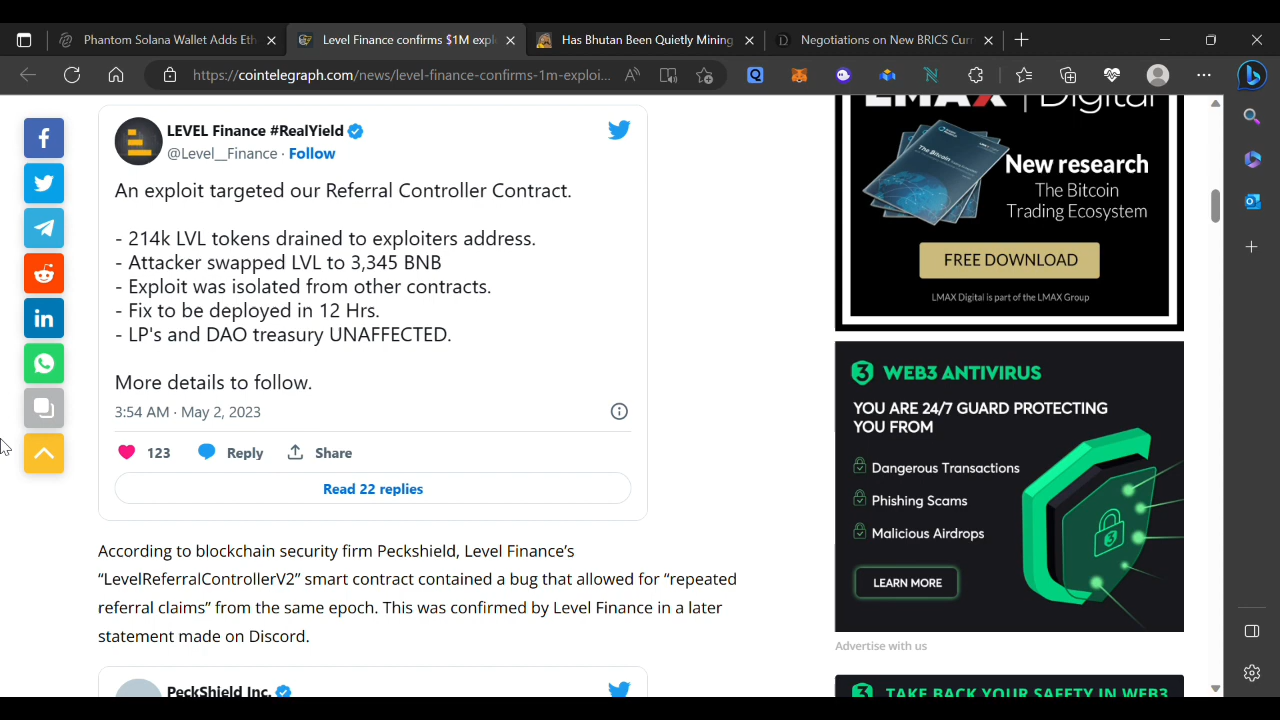 Phantom Solana Wallet Adds Eth
Level Finance confirms $1M expl
Has Bhutan Been Quietly Mining
Negotiations on New BRICS Curr
https://cointelegraph.com/news/level-finance-confirms-1m-exploi...
LEVEL Finance #RealYield
@Level__Finance · Follow
An exploit targeted our Referral Controller Contract.
- 214k LVL tokens drained to exploiters address.
- Attacker swapped LVL to 3,345 BNB
- Exploit was isolated from other contracts.
- Fix to be deployed in 12 Hrs.
- LP's and DAO treasury UNAFFECTED.
More details to follow.
3:54 AM · May 2, 2023
123 Reply Share
Read 22 replies
According to blockchain security firm Peckshield, Level Finance’s
“LevelReferralControllerV2” smart contract contained a bug that allowed for “repeated
referral claims” from the same epoch. This was confirmed by Level Finance in a later
statement made on Discord.
PeckShield Inc.
LMAX | Digital
The Bitcoin
New research
The Bitcoin
Trading Ecosystem
FREE DOWNLOAD
LMAX Digital is part of the LMAX Group
WEB3 ANTIVIRUS
YOU ARE 24/7 GUARD PROTECTING
YOU FROM
Dangerous Transactions
Phishing Scams
Malicious Airdrops
LEARN MORE
Advertise with us
TAKE BACK YOUR SAFETY IN WEB3